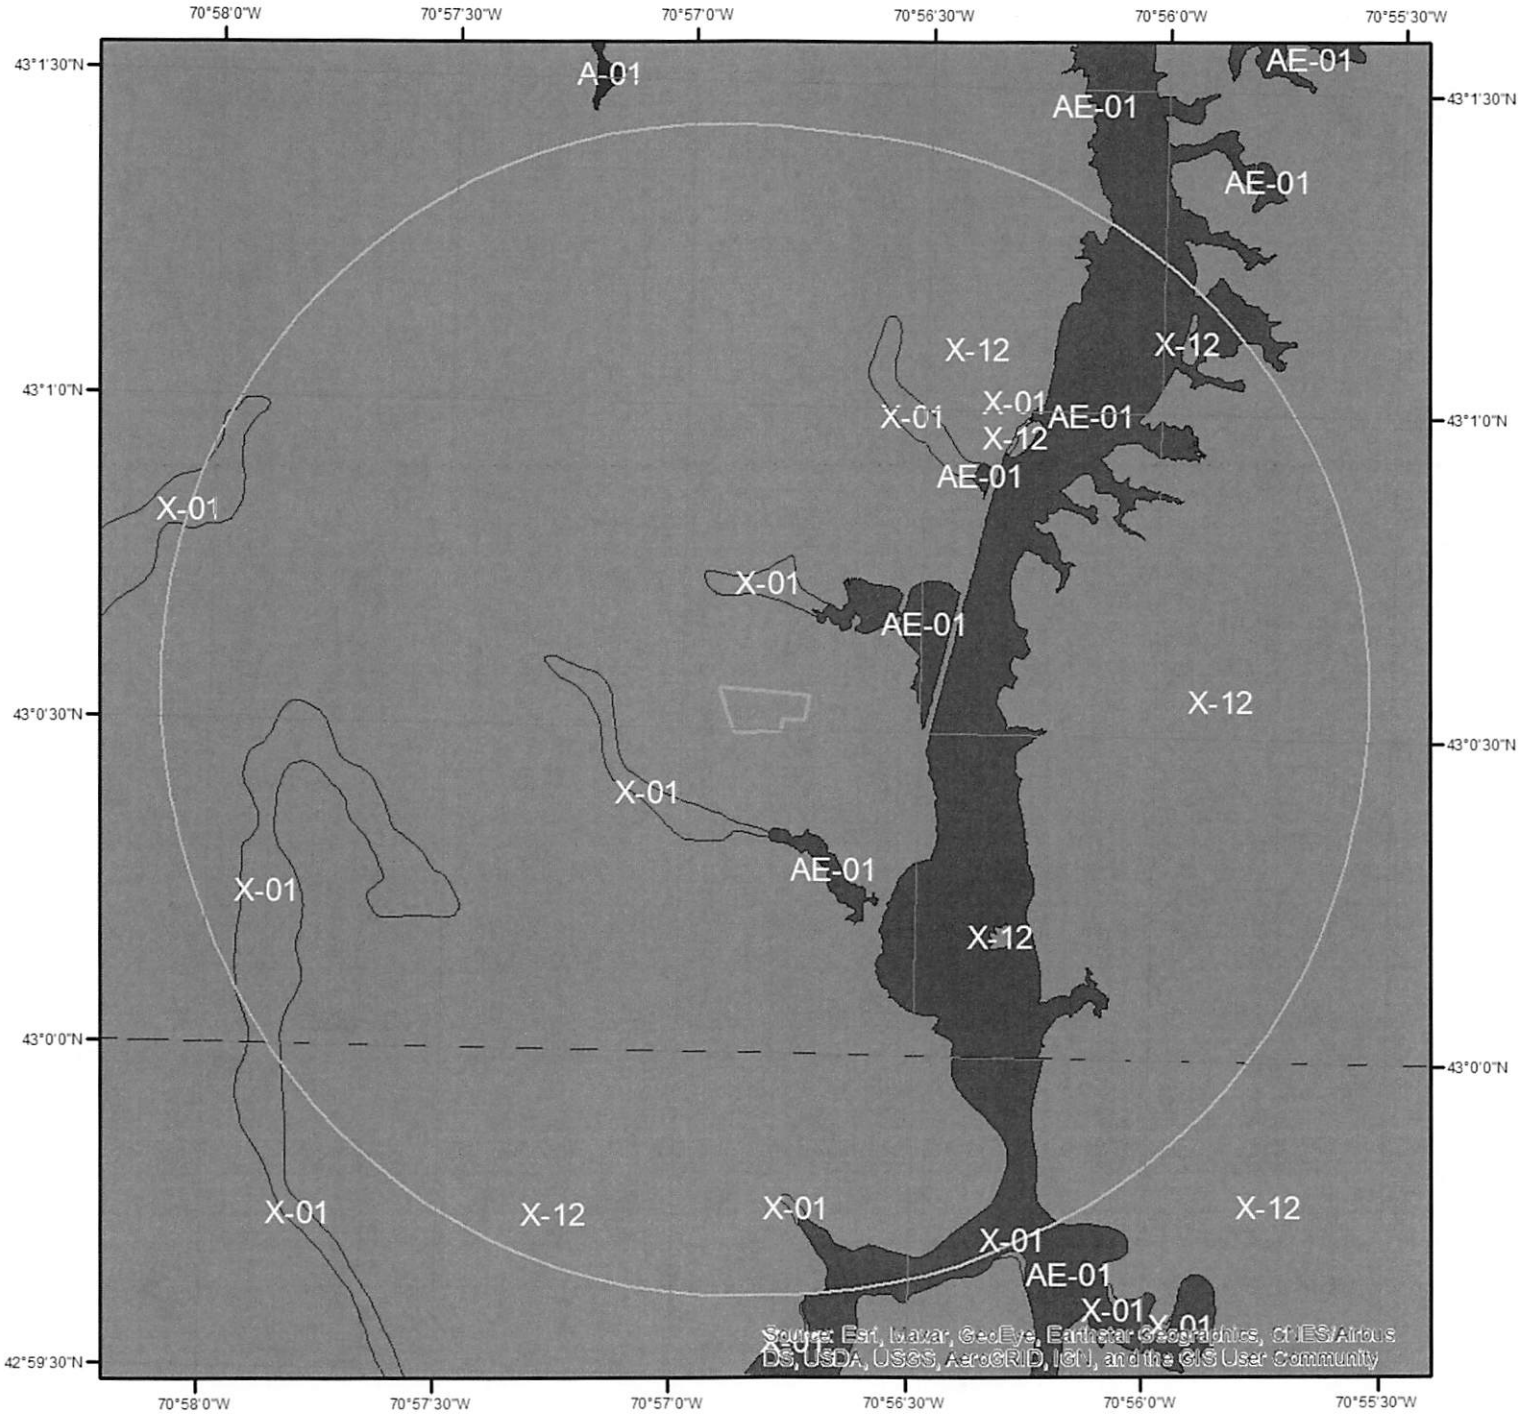 70°58'0"W 70°57'30"W 70°57'0"W 70°56'30"W 70°56'0"W 70°55'30"W
43°1'30"N A-01 AE-01
AE-01 43°1'30"N
AE-01
X-12 X-12
43°1'0"N X-01
X-01 AE-01 43°1'0"N
X-12
AE-01
X-01
X-01
AE-01
X-12
43°0'30"N
43°0'30"N
X-01
AE-01
X-01
X-12
43°0'0"N
43°0'0"N
X-01 X-12 X-01 X-12
X-01
AE-01
X-01
X-01
Source: Esri, Maxar, GeoEye, Earthstar Geographics, CNES/Airbus
X-01
DS, USDA, USGS, AeroGRID, IGN, and the GIS User Community
42°59'30"N
70°58'0"W 70°57'30"W 70°57'0"W 70°56'30"W 70°56'0"W 70°55'30"W